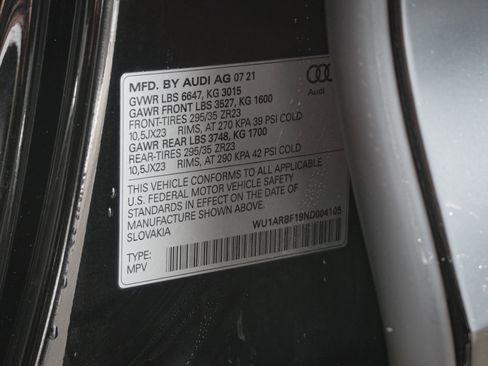 MFD. BY AUDI AG 07 21
GVWR LBS 6647, KG 3015
GAWR FRONT LBS 3527, KG 1600
FRONT-TIRES 295/35 ZR23
10,5JX23 RIMS, AT 270 KPA 39 PSI COLD
GAWR REAR LBS 3748, KG 1700
REAR-TIRES 295/35 ZR23
10,5JX23 RIMS, AT 290 KPA 42 PSI COLD
Audi
THIS VEHICLE CONFORMS TO ALL APPLICABLE
U.S. FEDERAL MOTOR VEHICLE SAFETY
STANDARDS IN EFFECT ON THE DATE OF
MANUFACTURE SHOWN ABOVE.
SLOVAKIA
WU1ARBF19ND004105
TYPE:
MPV